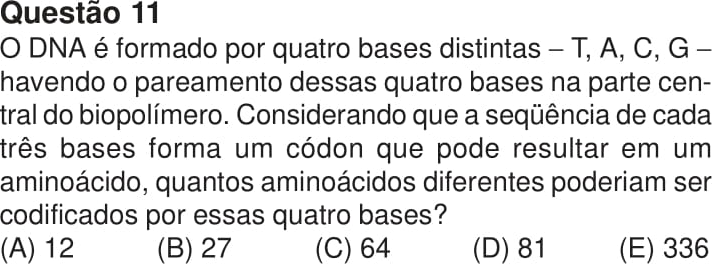 Questão 11
O DNA é formado por quatro bases distintas – T, A, C, G –
havendo o pareamento dessas quatro bases na parte cen-
tral do biopolímero. Considerando que a seqüência de cada
três bases forma um códon que pode resultar em um
aminoácido, quantos aminoácidos diferentes poderiam ser
codificados por essas quatro bases?
(A) 12 (B) 27 (C) 64 (D) 81 (E) 336